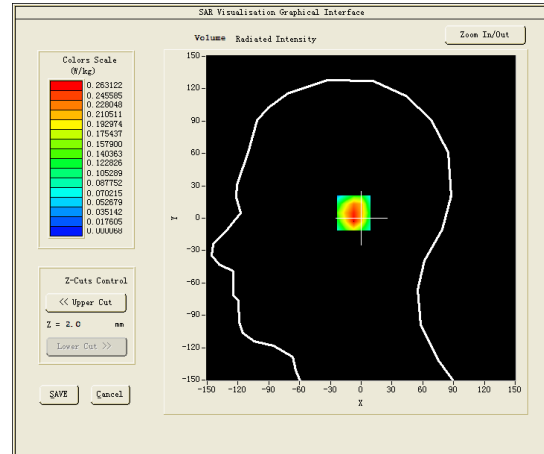 SAR Visualisation Graphical Interface
Volume Radiated Intensity
Zoom In/Out
Colors Scale
(W/kg)
0.263122
0.245585
0.228048
0.210511
0.192974
0.175437
0.157900
0.140363
0.122826
0.105289
0.087752
0.070215
0.052679
0.035142
0.017605
0.000068
Z-Cuts Control
<< Upper Cut
Z = 2.0 mm
Lower Cut >>
SAVE Cancel
150
120
90
60
30
0
-30
-60
-90
-120
-150
Y
-150 -120 -90 -60 -30 0 30 60 90 120 150
X